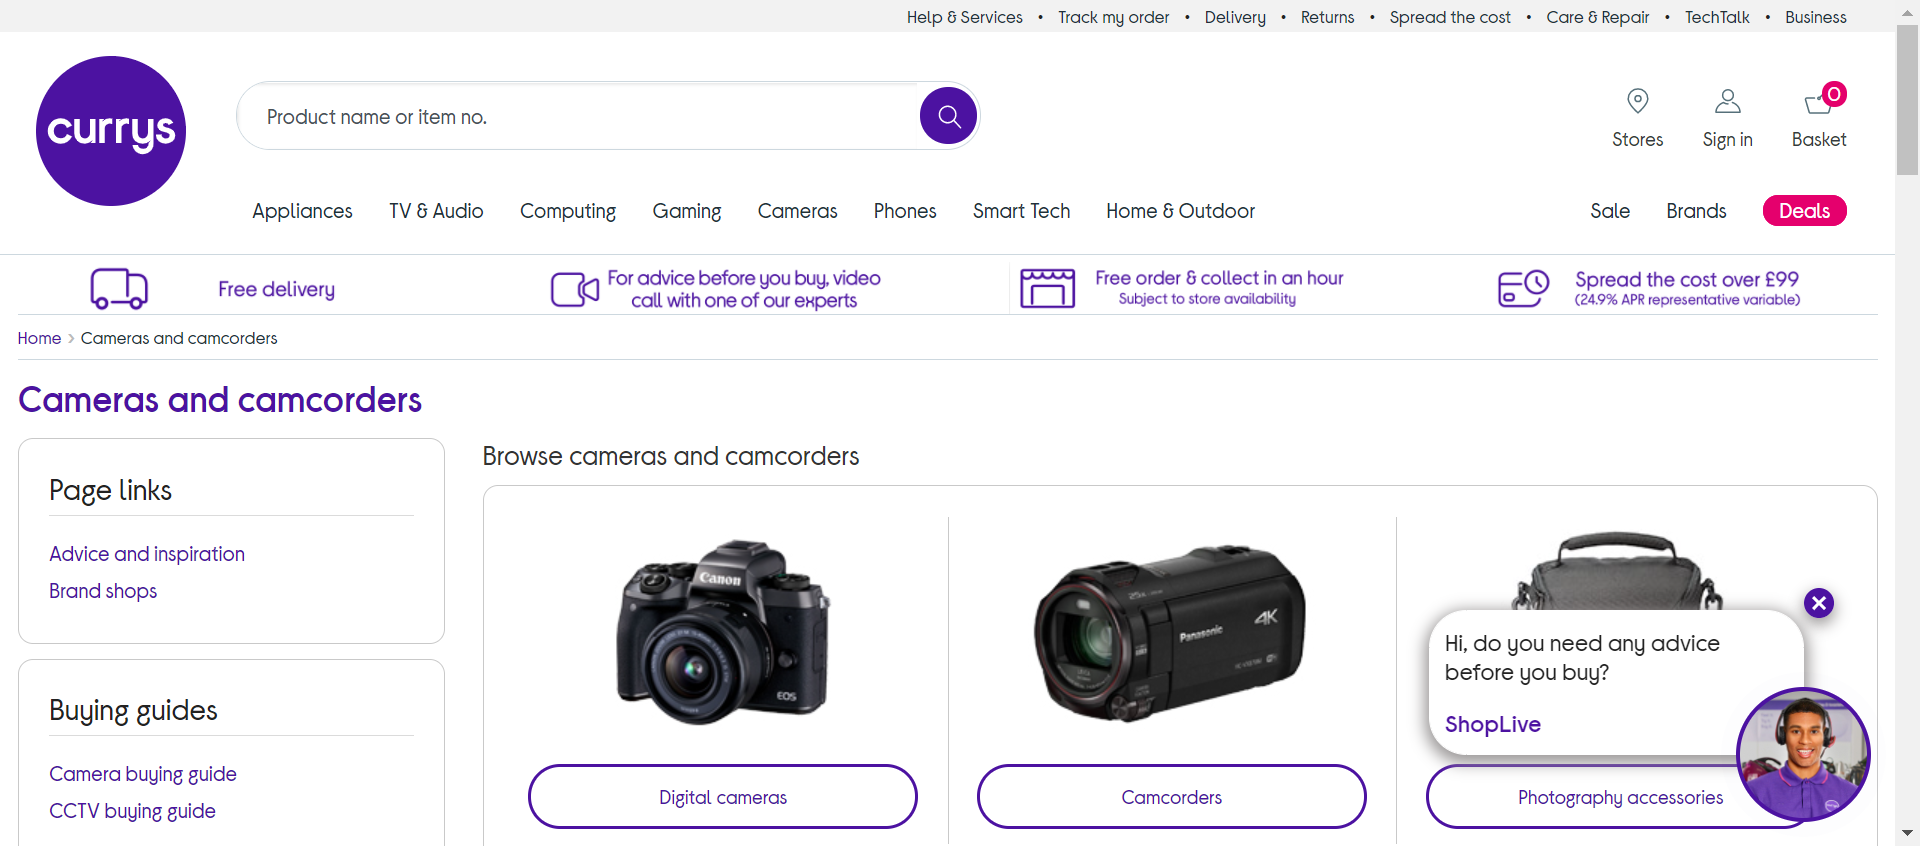 Help & Services • Track my order • Delivery • Returns • Spread the cost • Care & Repair • TechTalk • Business
currys
Product name or item no.
Stores
Sign in
0
Basket
Appliances TV & Audio Computing Gaming Cameras Phones Smart Tech Home & Outdoor Sale Brands Deals
Free delivery
For advice before you buy, video
call with one of our experts
Free order & collect in an hour
Subject to store availability
Spread the cost over £99
(24.9% APR representative variable)
Home › Cameras and camcorders
Cameras and camcorders
Page links
Advice and inspiration
Brand shops
Buying guides
Camera buying guide
CCTV buying guide
Browse cameras and camcorders
Canon
EOS
Digital cameras
Panasonic
4K
Camcorders
Photography accessories
Hi, do you need any advice
before you buy?
ShopLive